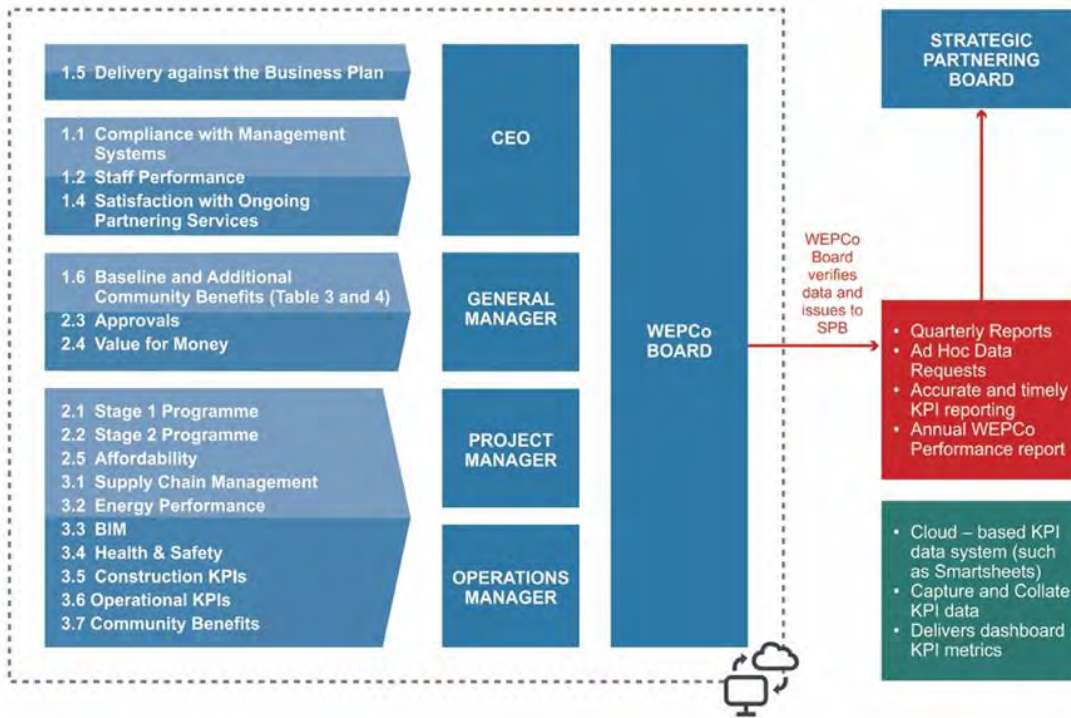 1.5 Delivery against the Business Plan
1.1 Compliance with Management
Systems
1.2 Staff Performance
1.4 Satisfaction with Ongoing
Partnering Services
1.6 Baseline and Additional
Community Benefits (Table 3 and 4)
2.3 Approvals
2.4 Value for Money
2.1 Stage 1 Programme
2.2 Stage 2 Programme
2.5 Affordability
3.1 Supply Chain Management
3.2 Energy Performance
3.3 BIM
3.4 Health & Safety
3.5 Construction KPIs
3.6 Operational KPIs
3.7 Community Benefits
CEO
GENERAL
MANAGER
PROJECT
MANAGER
OPERATIONS
MANAGER
WEPCo
BOARD
WEPCo
Board
verifies
data and
issues to
SPB
STRATEGIC
PARTNERING
BOARD
• Quarterly Reports
• Ad Hoc Data
Requests
• Accurate and timely
KPI reporting
• Annual WEPCo
Performance report
• Cloud – based KPI
data system (such
as Smartsheets)
• Capture and Collate
KPI data
• Delivers dashboard
KPI metrics